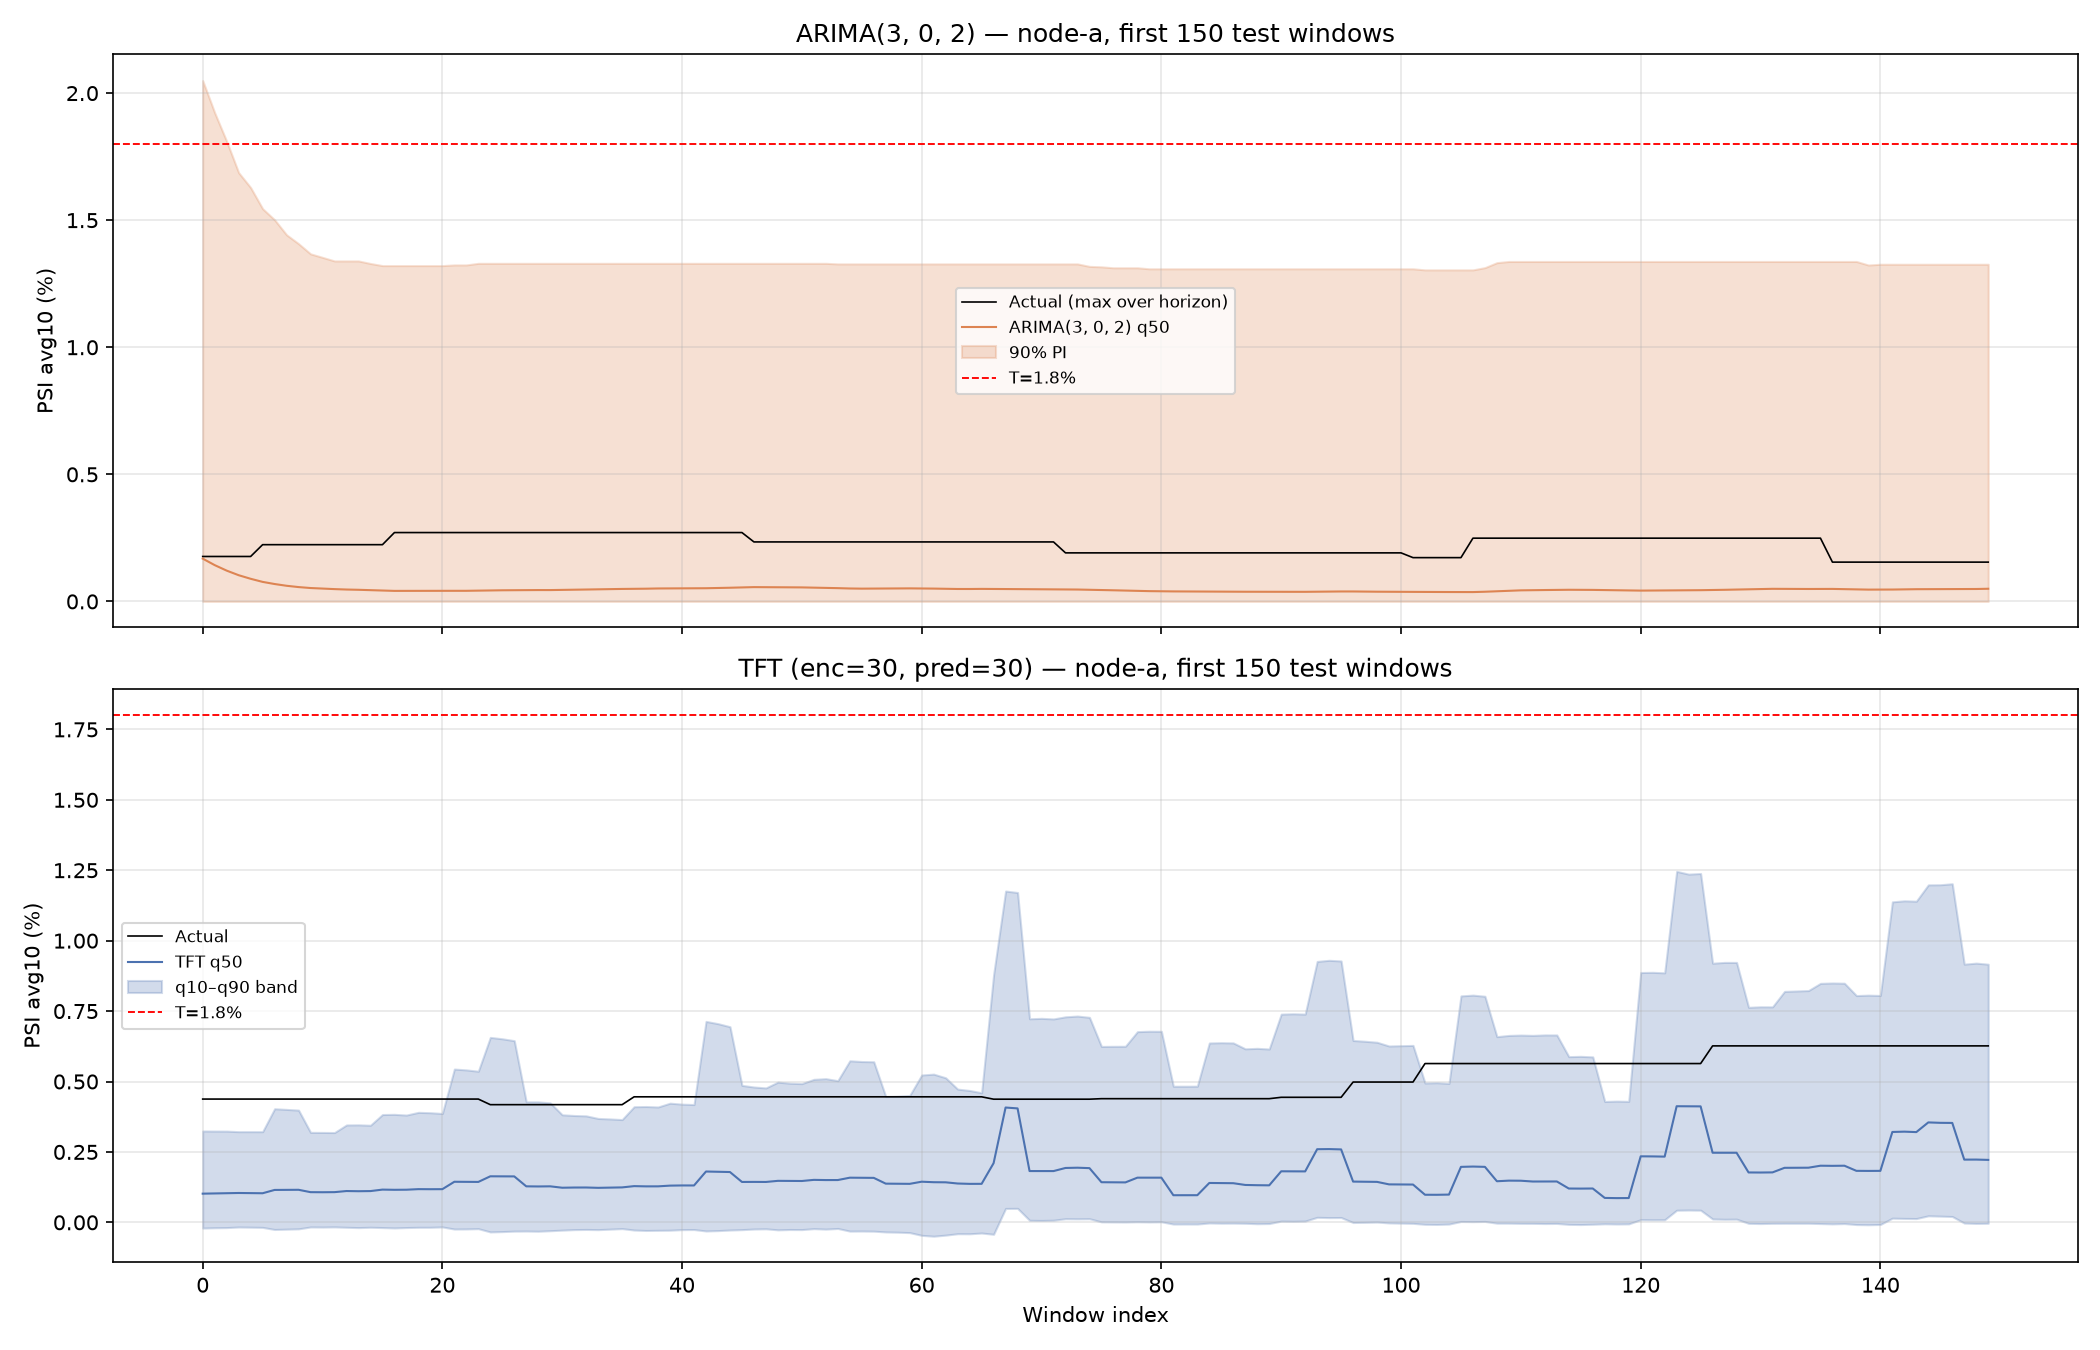 ARIMA(3, 0, 2) — node-a, first 150 test windows
PSI avg10 (%)
2.0
1.5
1.0
0.5
0.0
Actual (max over horizon)
ARIMA(3, 0, 2) q50
90% PI
T=1.8%
TFT (enc=30, pred=30) — node-a, first 150 test windows
PSI avg10 (%)
1.75
1.50
1.25
1.00
0.75
0.50
0.25
0.00
Actual
TFT q50
q10–q90 band
T=1.8%
0 20 40 60 80 100 120 140
Window index